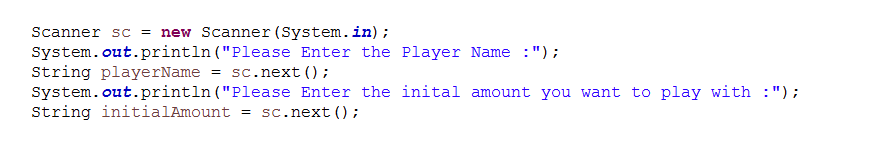 Scanner sc = new Scanner(System.in);
System.out.println("Please Enter the Player Name :");
String playerName = sc.next();
System.out.println("Please Enter the inital amount you want to play with :");
String initialAmount = sc.next();